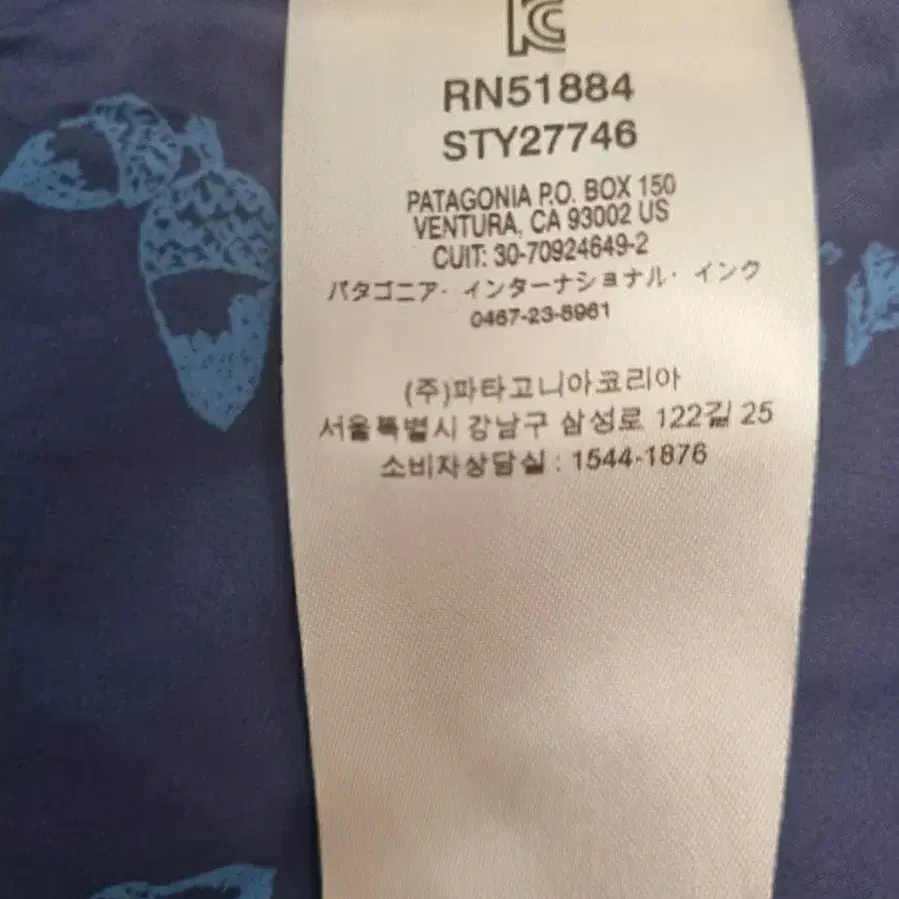 KC
RN51884
STY27746
PATAGONIA P.O. BOX 150
VENTURA, CA 93002 US
CUIT: 30-70924649-2
パタゴニア・インターナショナル・インク
0467-23-8961
(주)파타고니아코리아
서울특별시 강남구 삼성로 122길 25
소비자상담실 : 1544-1876